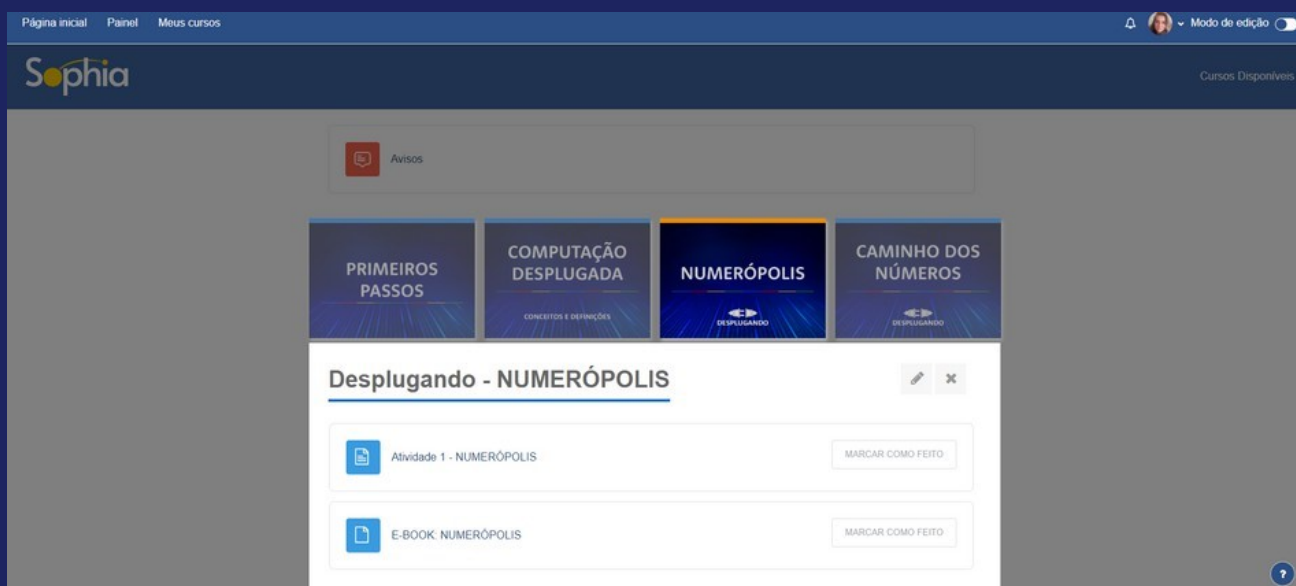 Página inicial Painel Meus cursos Modo de edição
Sophia
Cursos Disponíveis
Avisos
PRIMEIROS
PASSOS
COMPUTAÇÃO
DESPLUGADA
CONCEITOS E DEFINIÇÕES
NUMERÓPOLIS
DESPLUGANDO
CAMINHO DOS
NÚMEROS
DESPLUGANDO
Desplugando - NUMERÓPOLIS
Atividade 1 - NUMERÓPOLIS MARCAR COMO FEITO
E-BOOK: NUMERÓPOLIS MARCAR COMO FEITO
?